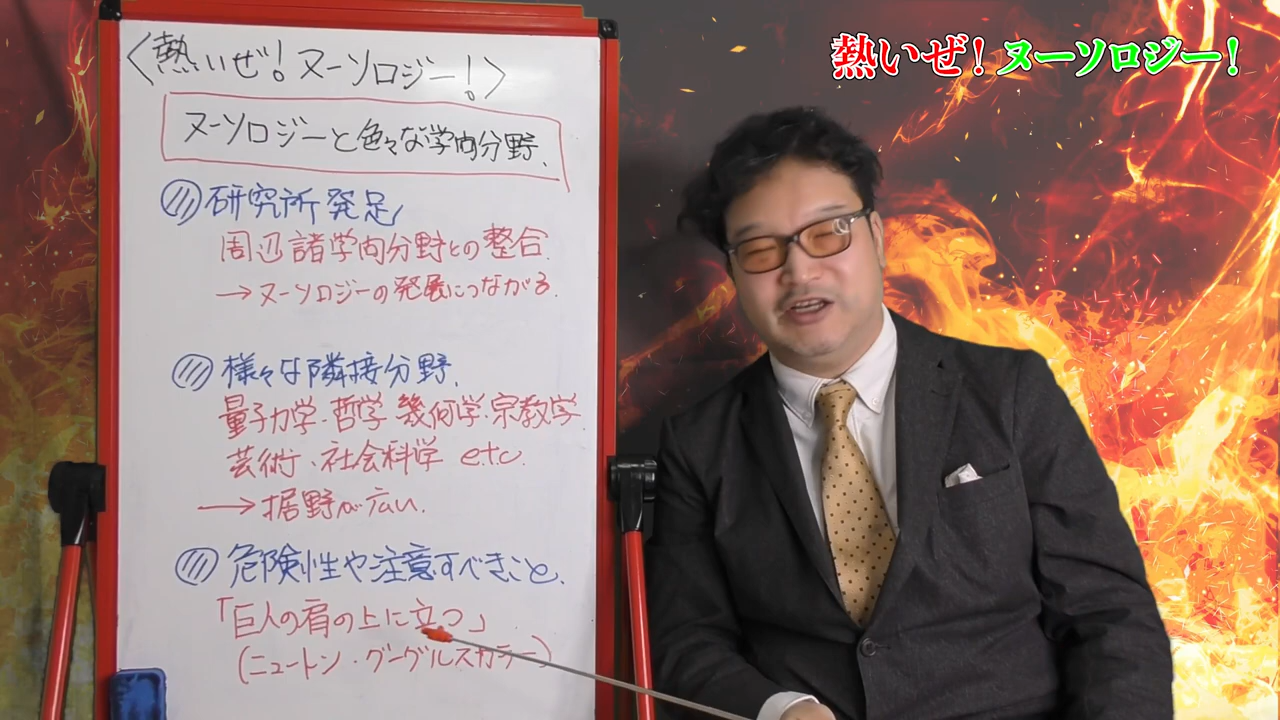 熱いぜ！ヌーソロジー！
〈熱いぜ！ヌーソロジー！〉
ヌーソロジーと色々な学問分野.
研究所発足
周辺諸学問分野との整合.
→ヌーソロジーの発展につながる.
様々な隣接分野.
量子力学・哲学・幾何学・宗教学
芸術、社会科学 etc.
→裾野が広い.
危険性や注意すべきこと.
「巨人の肩の上に立つ」
(ニュートン・グーグルスカラー)